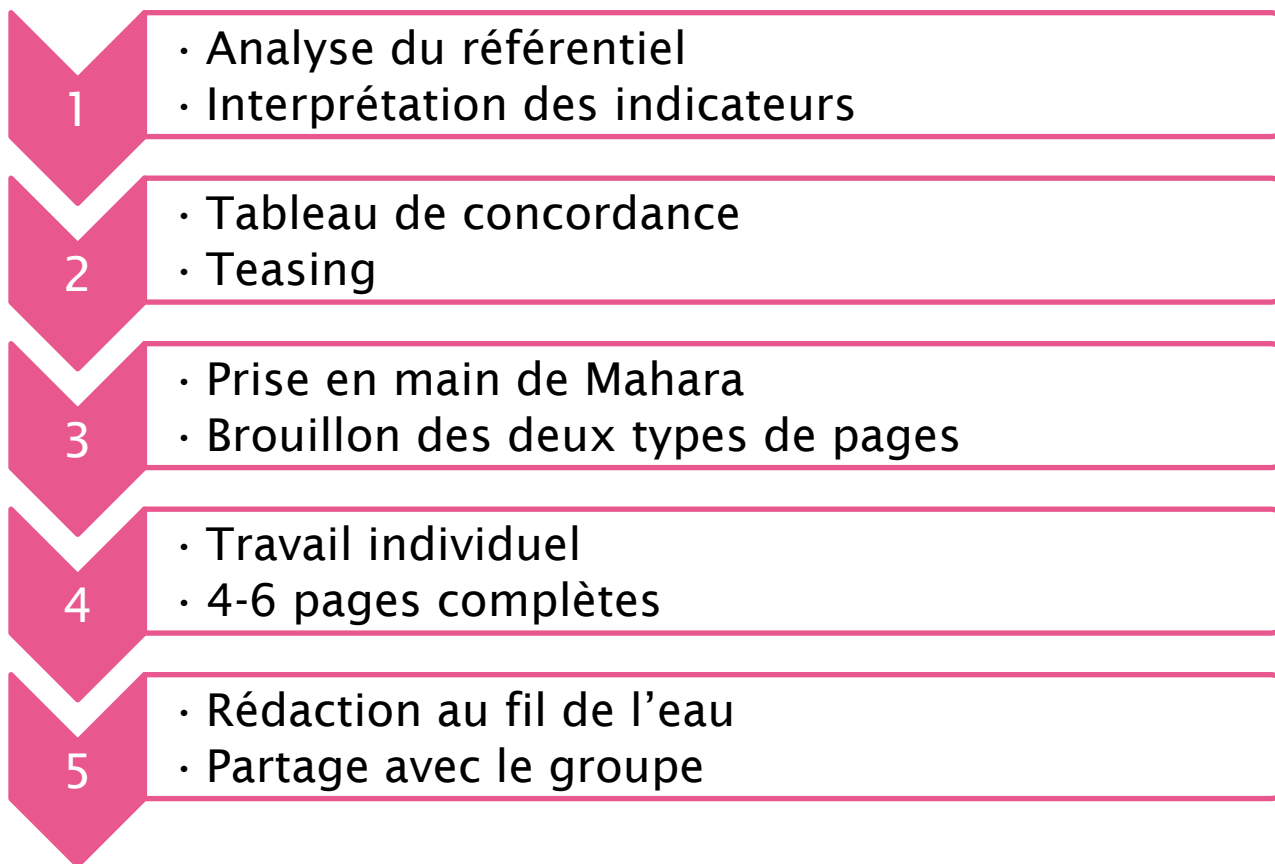 1
· Analyse du référentiel
· Interprétation des indicateurs
2
· Tableau de concordance
· Teasing
3
· Prise en main de Mahara
· Brouillon des deux types de pages
4
· Travail individuel
· 4-6 pages complètes
5
· Rédaction au fil de l’eau
· Partage avec le groupe